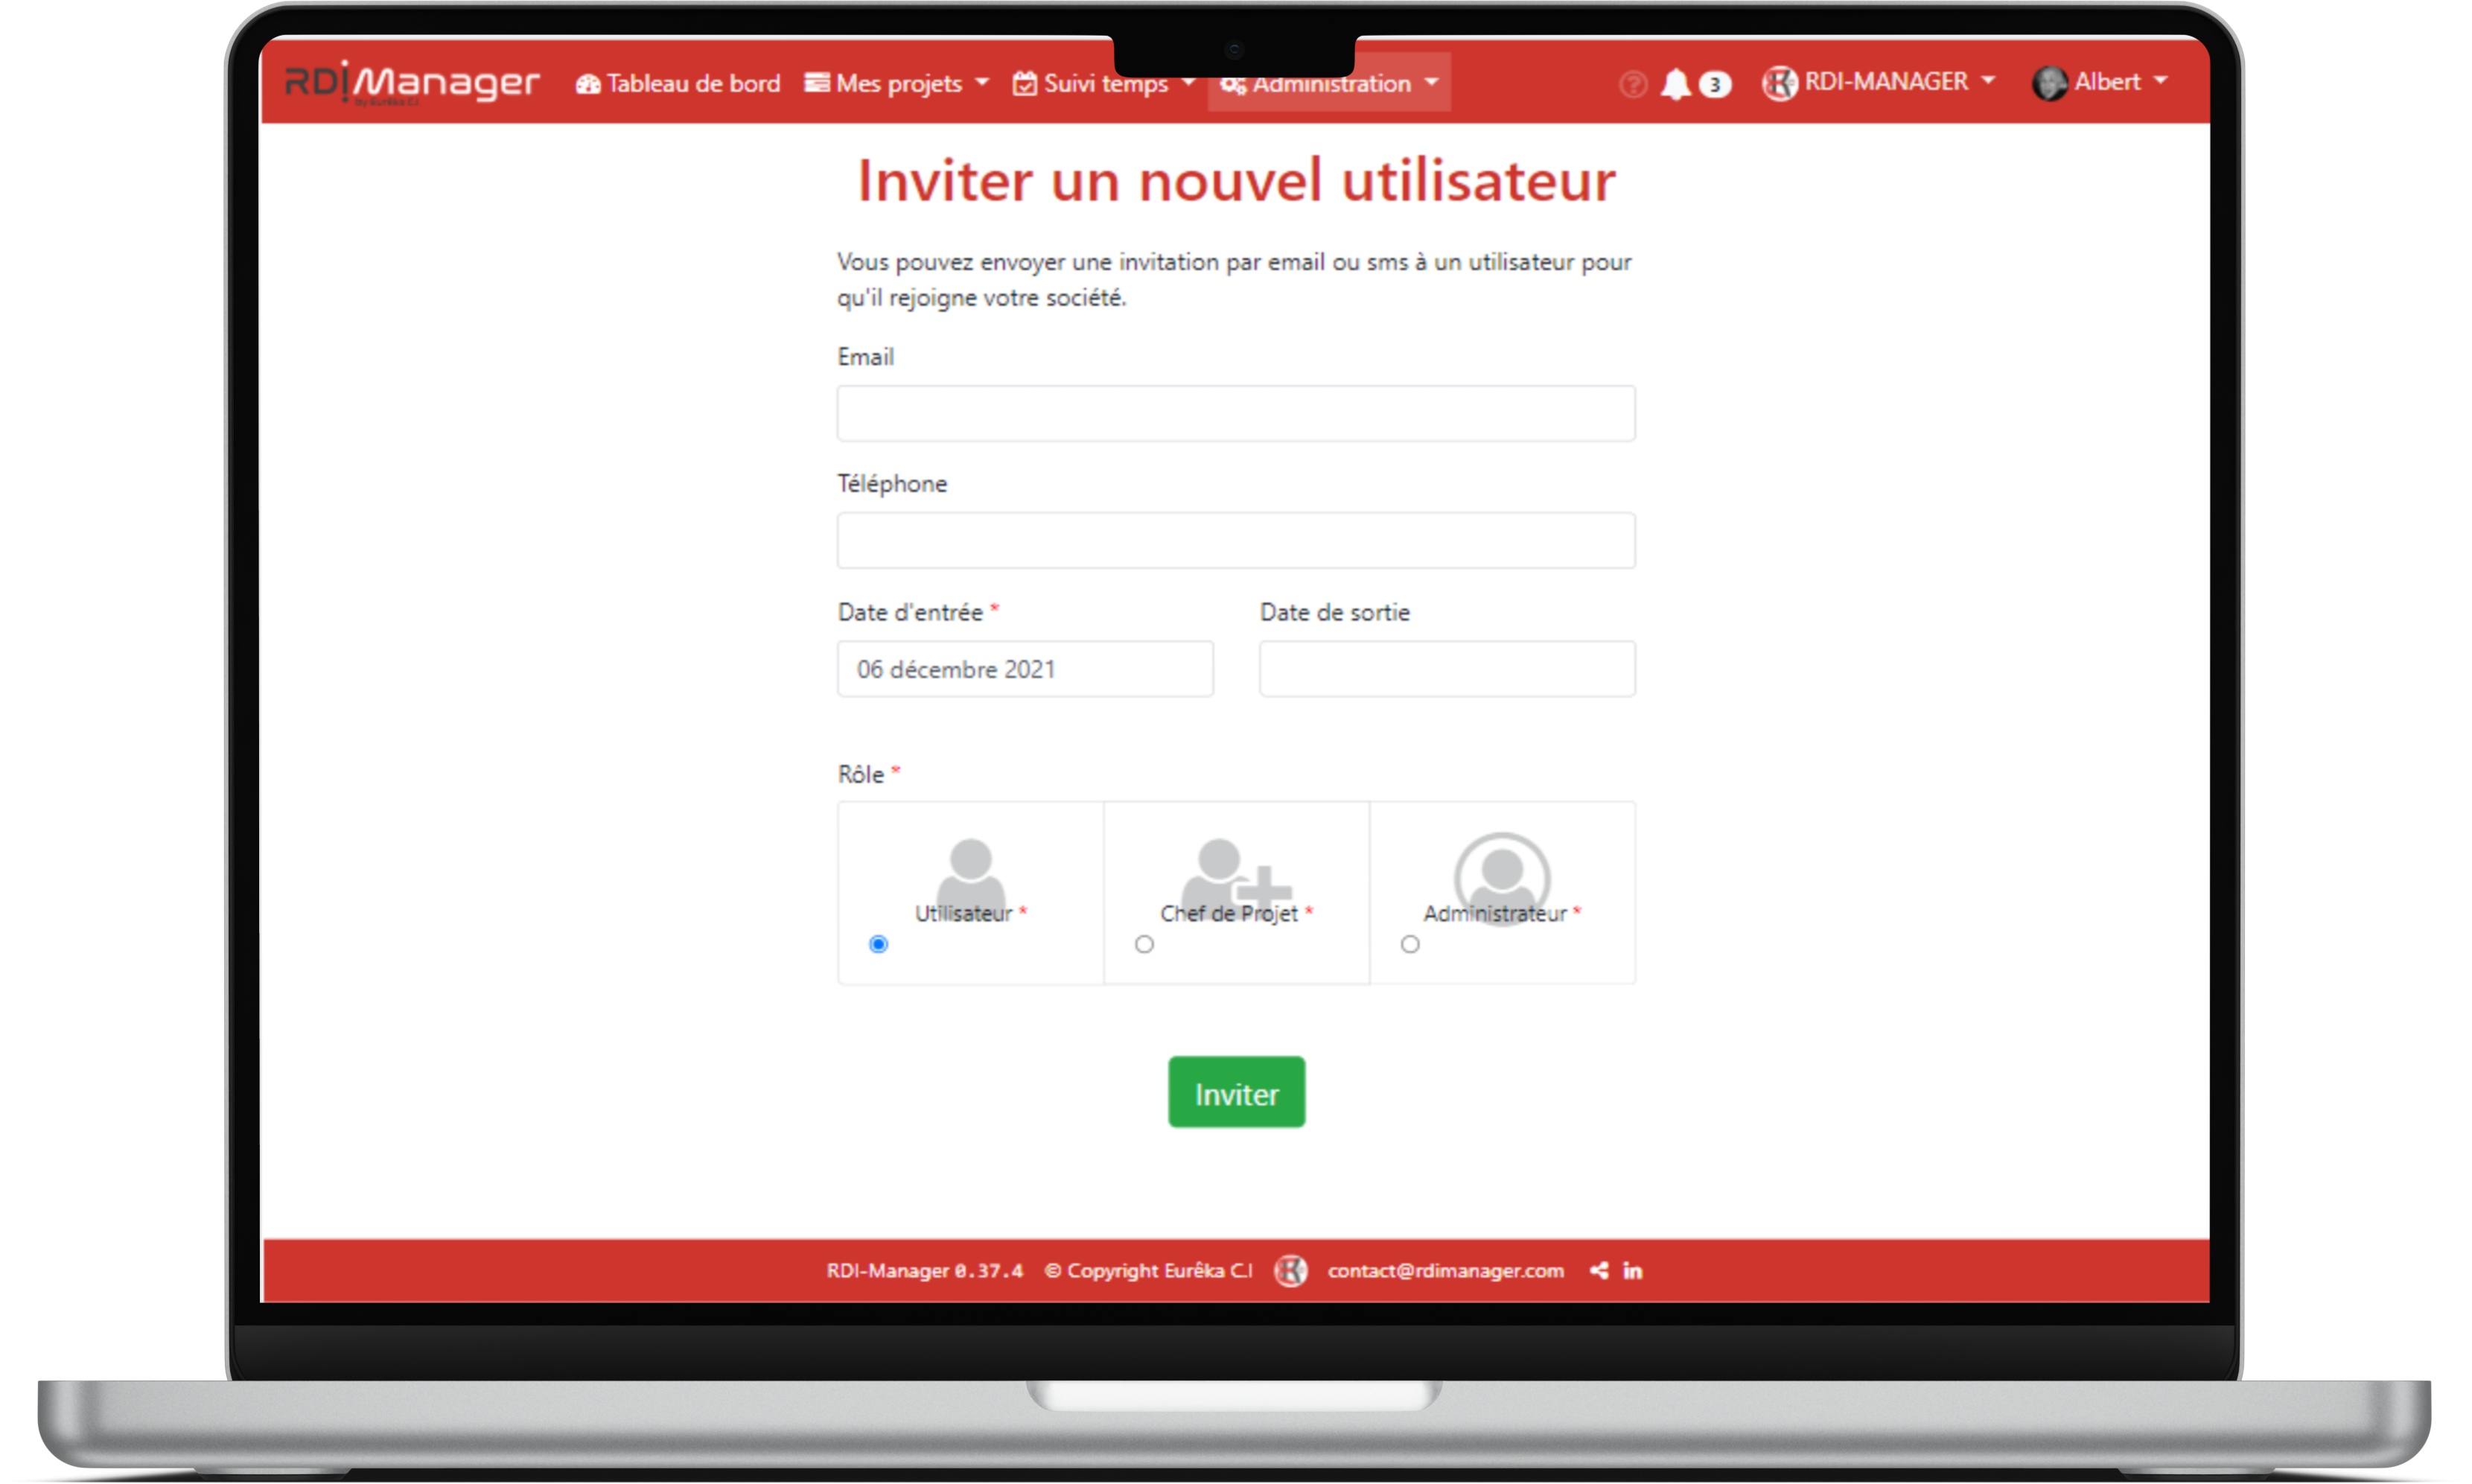 RDI Manager
by Eurêka C.I
Tableau de bord Mes projets Suivi temps Administration 3 RDI-MANAGER Albert
Inviter un nouvel utilisateur
Vous pouvez envoyer une invitation par email ou sms à un utilisateur pour
qu'il rejoigne votre société.
Email
Téléphone
Date d'entrée * Date de sortie
06 décembre 2021
Rôle *
Utilisateur * Chef de Projet * Administrateur *
Inviter
RDI-Manager 0.37.4 © Copyright Eurêka C.I contact@rdimanager.com in